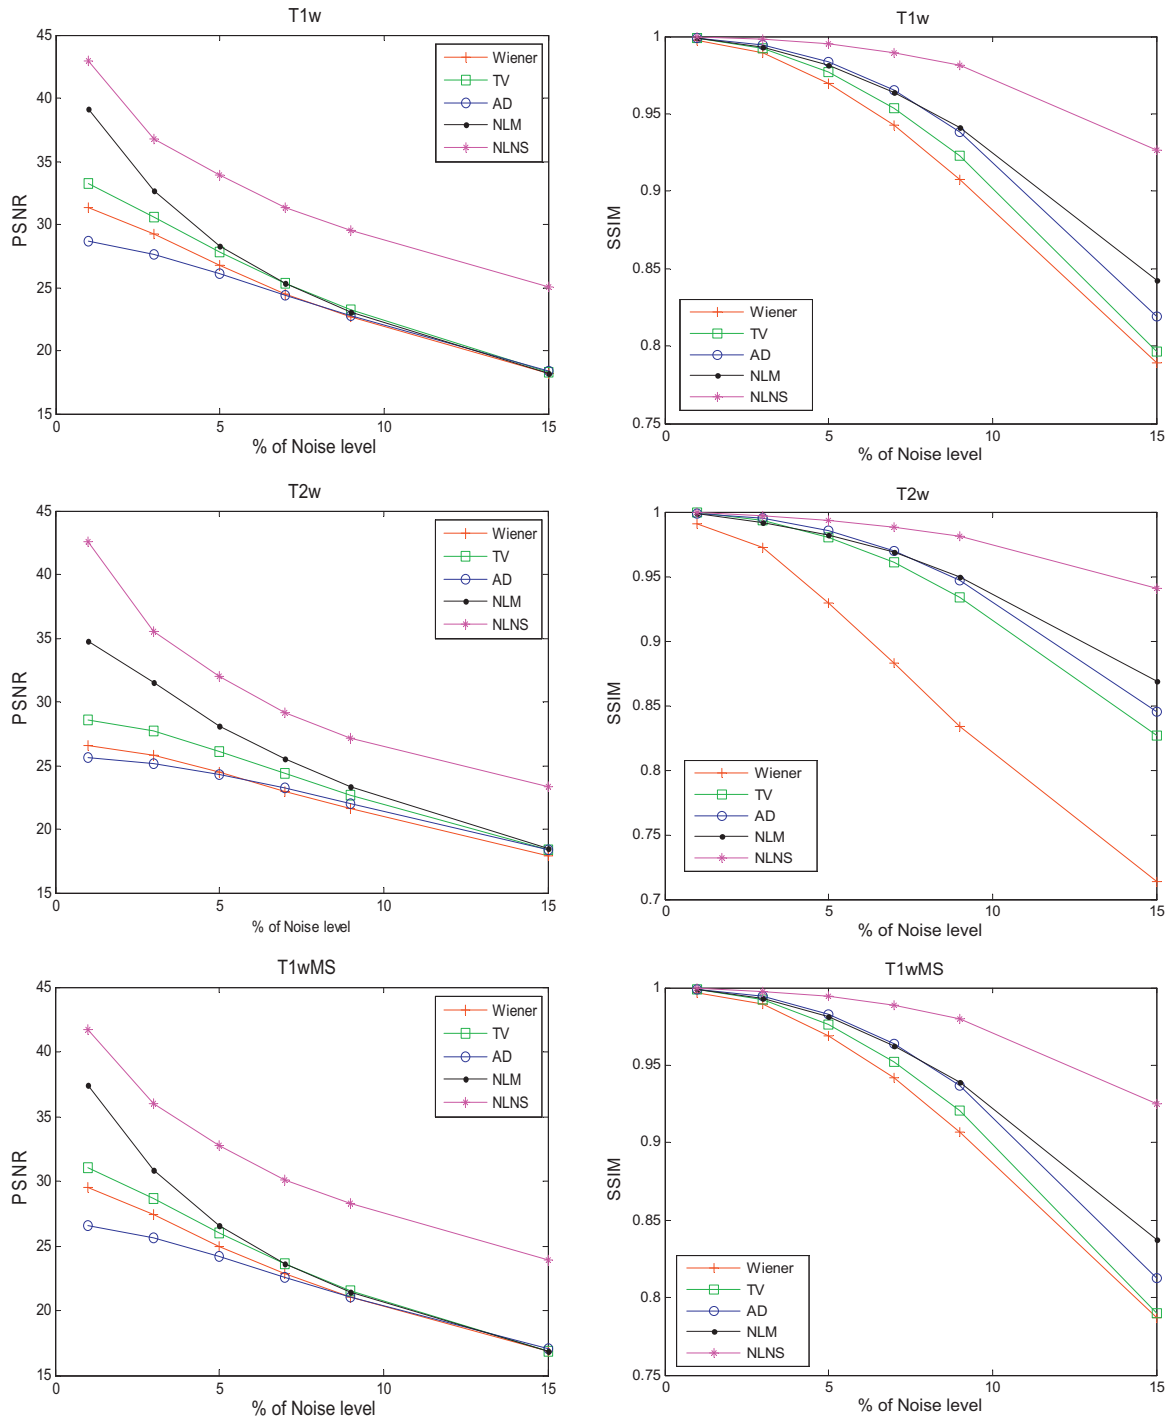 T1w
45
40
35
30
25
20
15
0
5
10
15
PSNR
% of Noise level
Wiener
TV
AD
NLM
NLNS
T1w
1
0.95
0.9
0.85
0.8
0.75
0
5
10
15
SSIM
% of Noise level
Wiener
TV
AD
NLM
NLNS
T2w
45
40
35
30
25
20
15
0
5
10
15
PSNR
% of Noise level
Wiener
TV
AD
NLM
NLNS
T2w
1
0.95
0.9
0.85
0.8
0.75
0.7
0
5
10
15
SSIM
% of Noise level
Wiener
TV
AD
NLM
NLNS
T1wMS
45
40
35
30
25
20
15
0
5
10
15
PSNR
% of Noise level
Wiener
TV
AD
NLM
NLNS
T1wMS
1
0.95
0.9
0.85
0.8
0.75
0
5
10
15
SSIM
% of Noise level
Wiener
TV
AD
NLM
NLNS